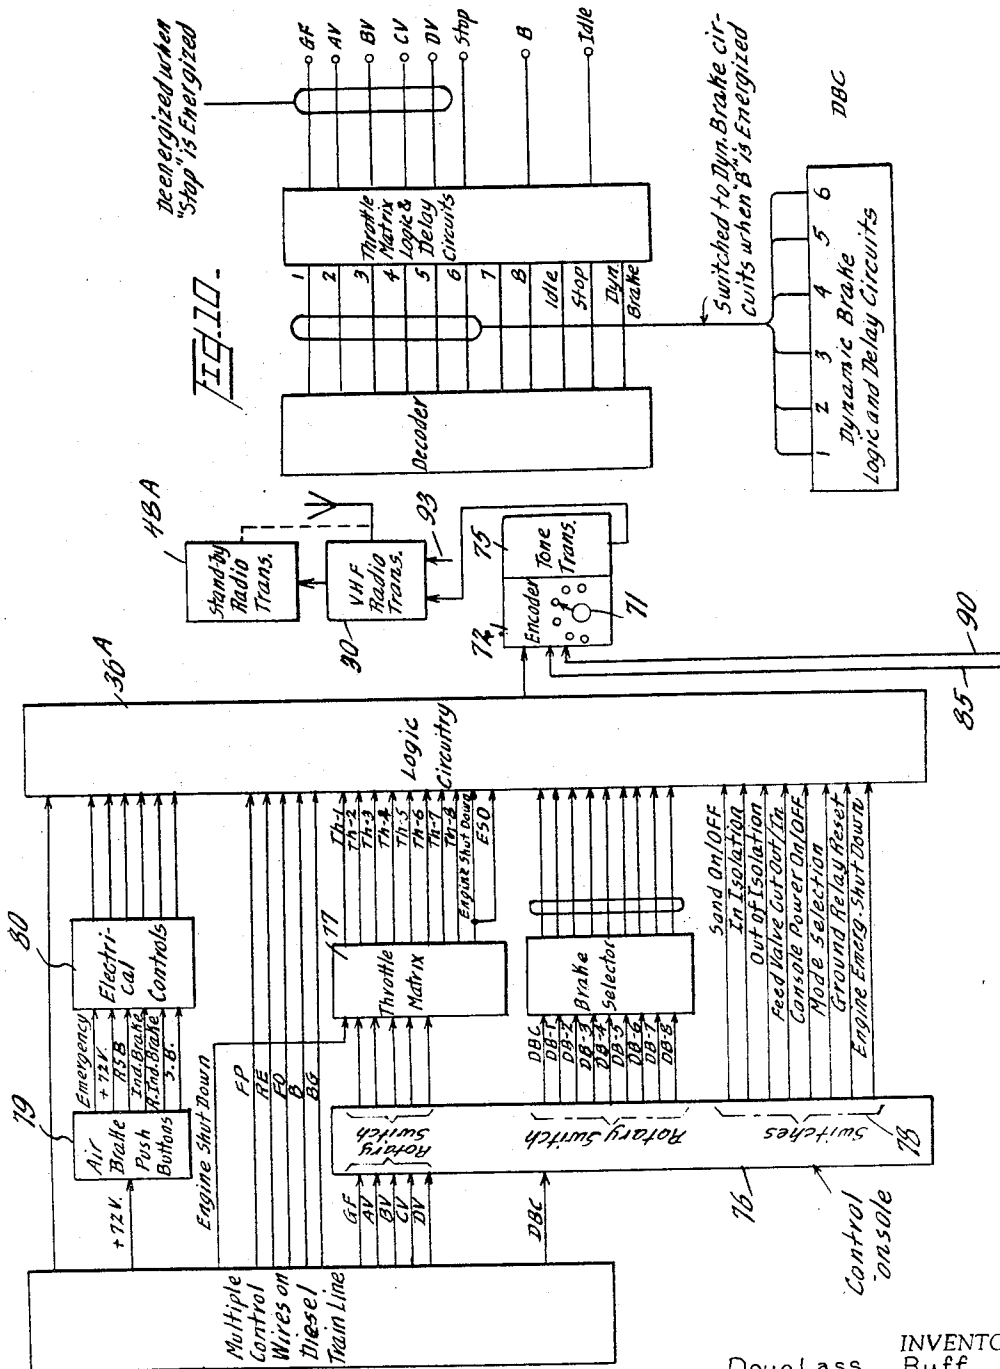 Fig. 10.
Deenergized when
"Stop" is Energized
GF
AV
BV
CV
DV
Stop
B
Idle
Throttle
Matrix
Logic &
Delay
Circuits
1
2
3
4
5
6
7
B
Idle
Stop
Dyn.
Brake
Decoder
Switched to Dyn. Brake cir-
cuits when "B" is Energized
DBC
1 2 3 4 5 6
Dynamic Brake
Logic and Delay Circuits
48A
Stand-by
Radio
Trans.
VHF
Radio
Trans.
30
93
72
Encoder
75
Tone
Trans.
71
85
90
36A
Logic
Circuitry
80
Electri-
cal
Controls
79
Air
Brake
Push
Buttons
Emergency
+72V.
RSB
Ind. Brake
R. Ind. Brake
S.B.
+72V.
Engine Shut Down
FP
RE
FO
B
BG
Multiple
Control
Wires on
Diesel
Train Line
GF
AV
BV
CV
DV
Rotary
Switch
77
Throttle
Matrix
Th-1
Th-2
Th-3
Th-4
Th-5
Th-6
Th-7
Th-8
Engine Shut Down
ESO
DBC
Rotary Switch
DBC
DB-1
DB-2
DB-3
DB-4
DB-5
DB-6
DB-7
DB-8
Brake
Selector
Switches
78
76
Control
onsole
Sand On/OFF
In Isolation
Out of Isolation
Feed Valve Cut Out/In
Console Power On/OFF
Mode Selection
Ground Relay Reset
Engine Emerg. Shut Down
INVENTO
Douglass Buff